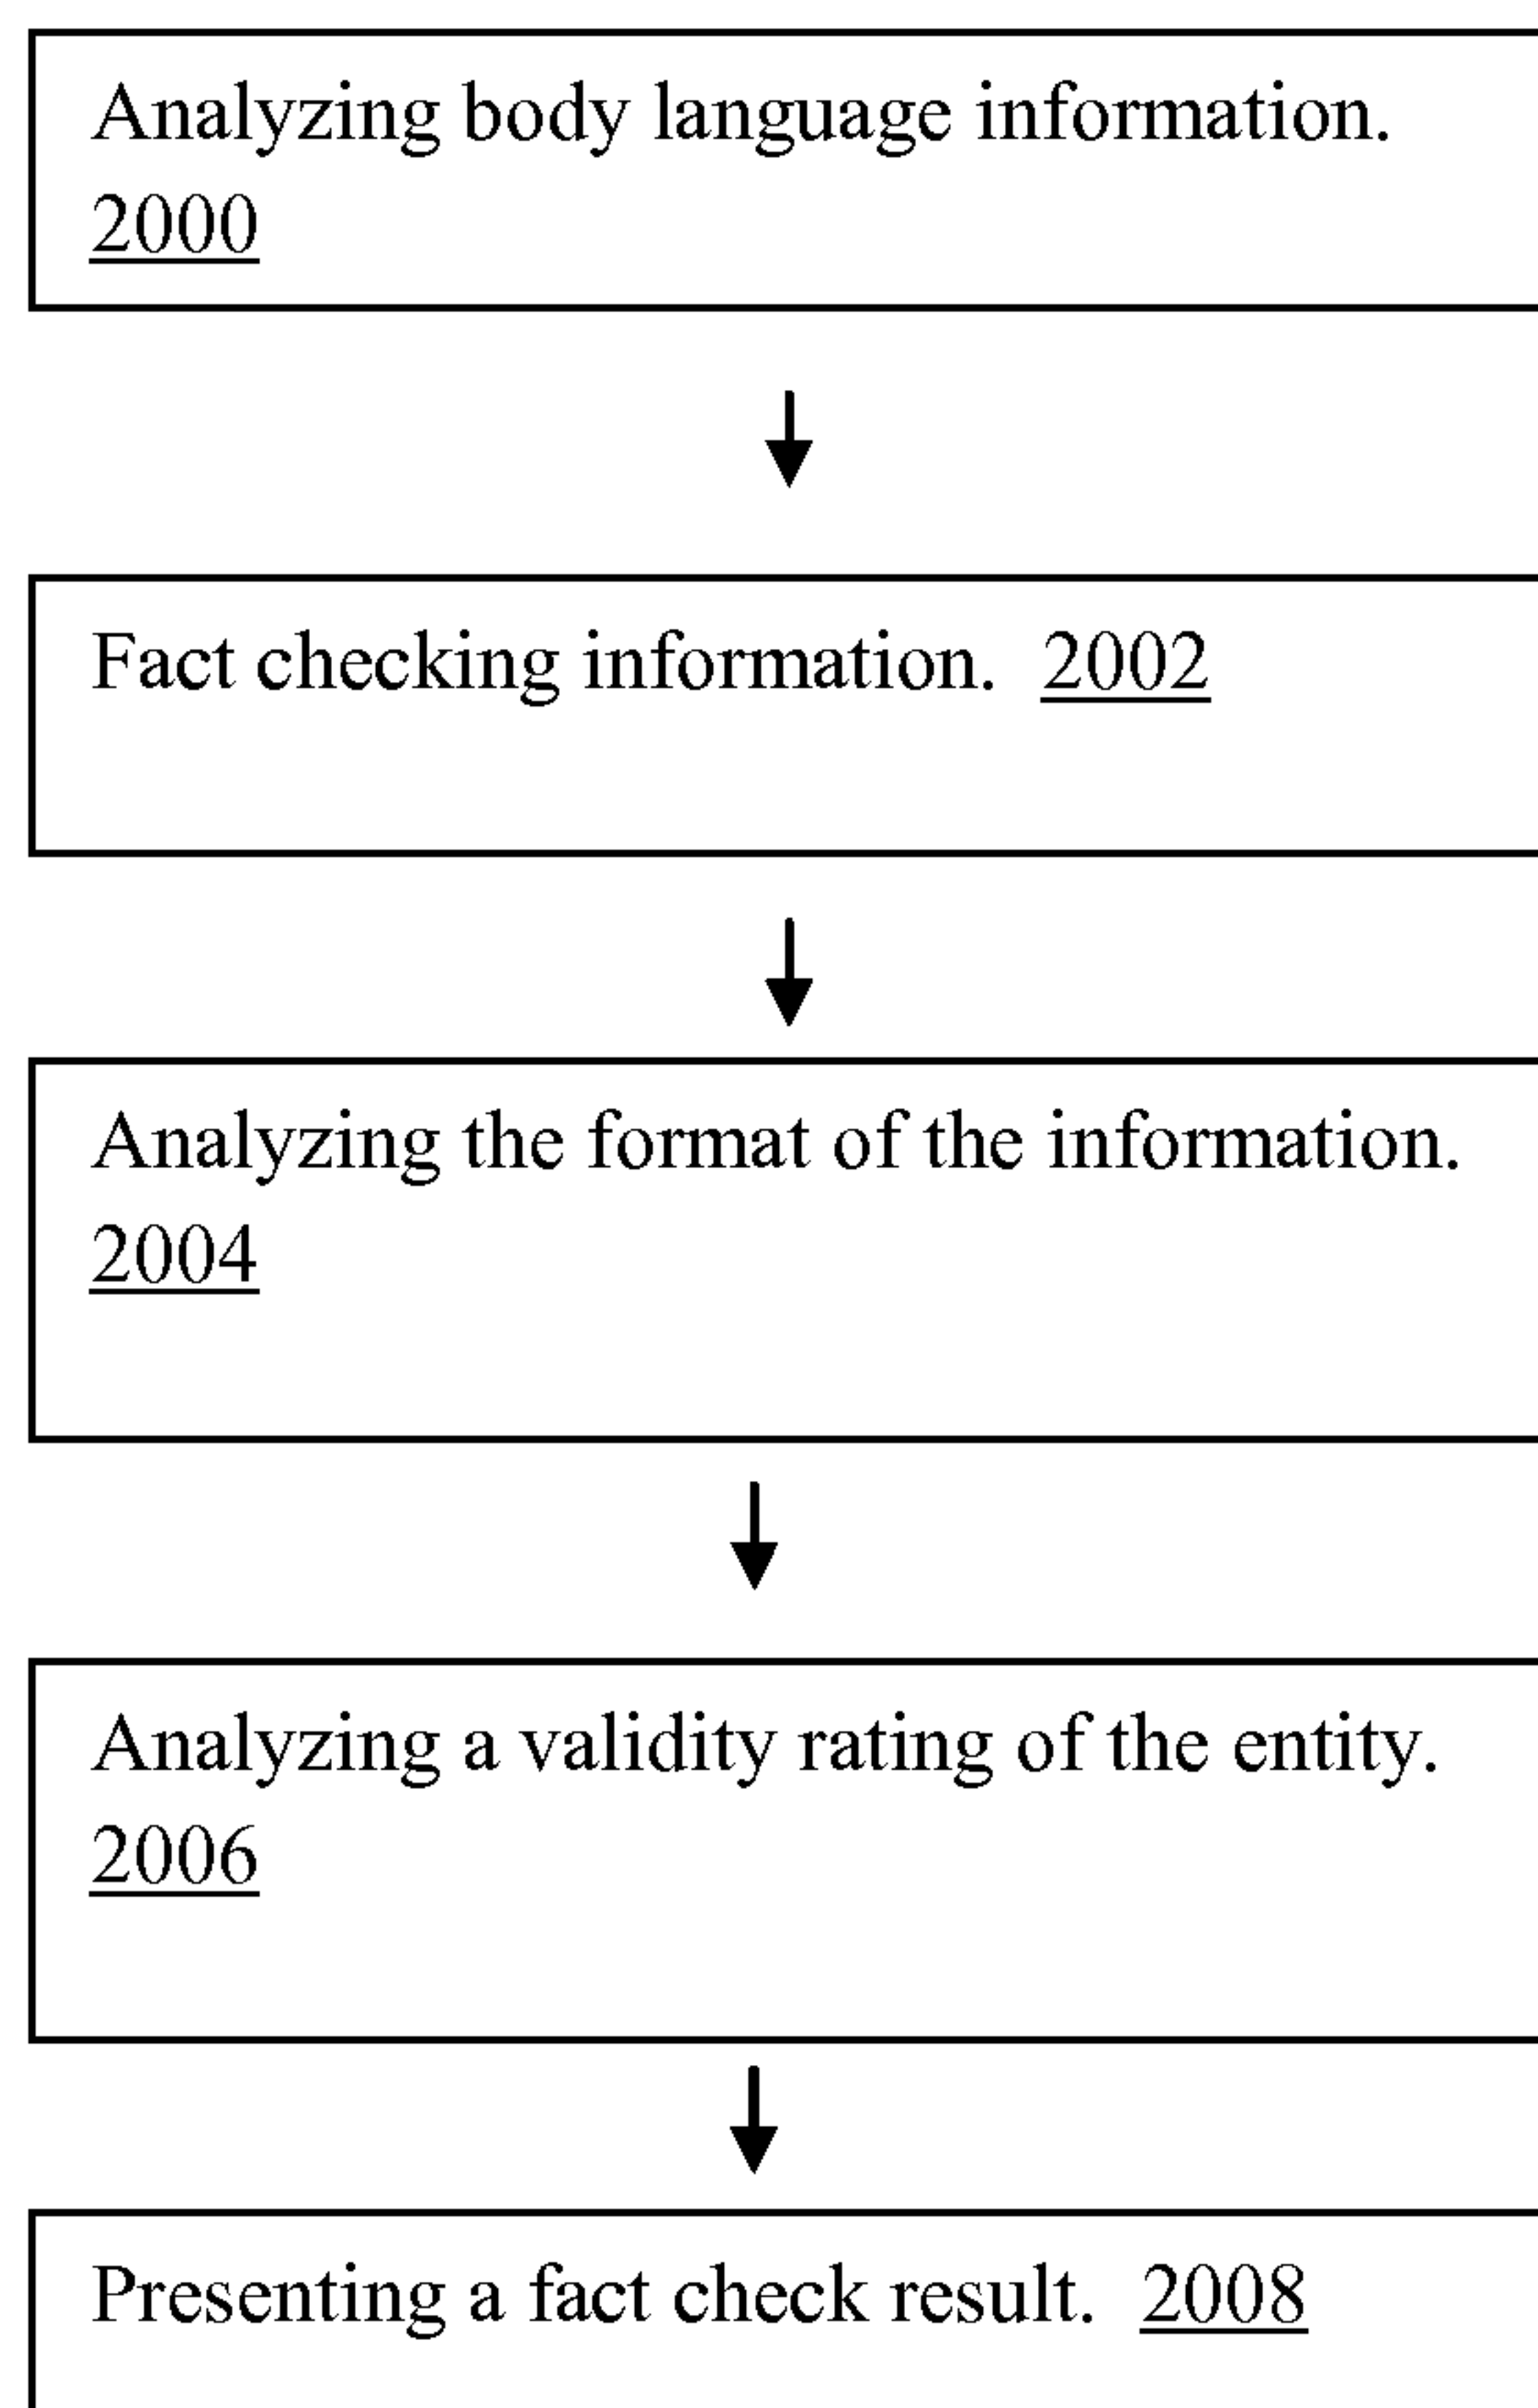 Analyzing body language information.
2000
Fact checking information. 2002
Analyzing the format of the information.
2004
Analyzing a validity rating of the entity.
2006
Presenting a fact check result. 2008